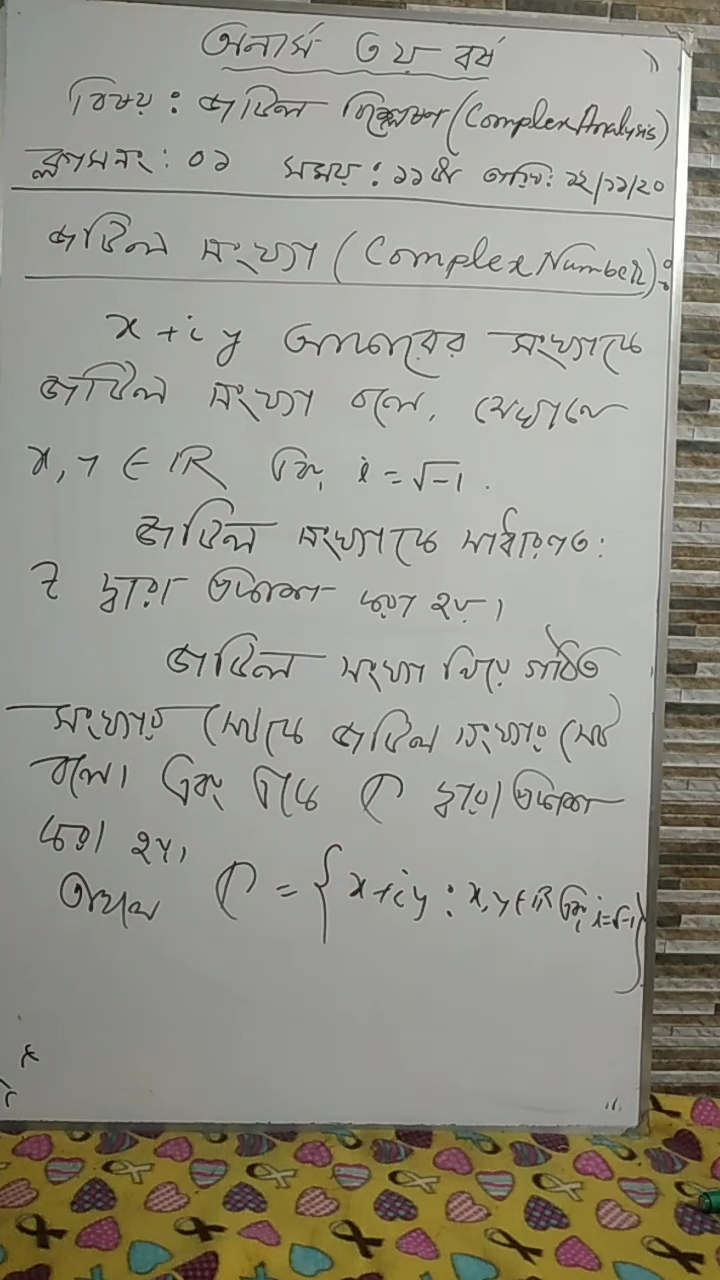 অনার্স ৩য় বর্ষ
বিষয় : জটিল বিশ্লেষণ (Complex Analysis)
ক্লাস নং : ০১ সময় : ১১টা তারিখ : ১২/১১/২০
জটিল সংখ্যা (Complex Number) :
x + iy আকারের সংখ্যাকে
জটিল সংখ্যা বলে, যেখানে
x, y ∈ ℝ এবং i = √-1.
জটিল সংখ্যাকে সাধারণত:
z দ্বারা প্রকাশ করা হয়।
জটিল সংখ্যা নিয়ে গঠিত
সংখ্যার সেটকে জটিল সংখ্যার সেট
বলে। এবং একে ℂ দ্বারা প্রকাশ
করা হয়।
অর্থাৎ ℂ = {x+iy : x, y ∈ ℝ এবং i=√-1}